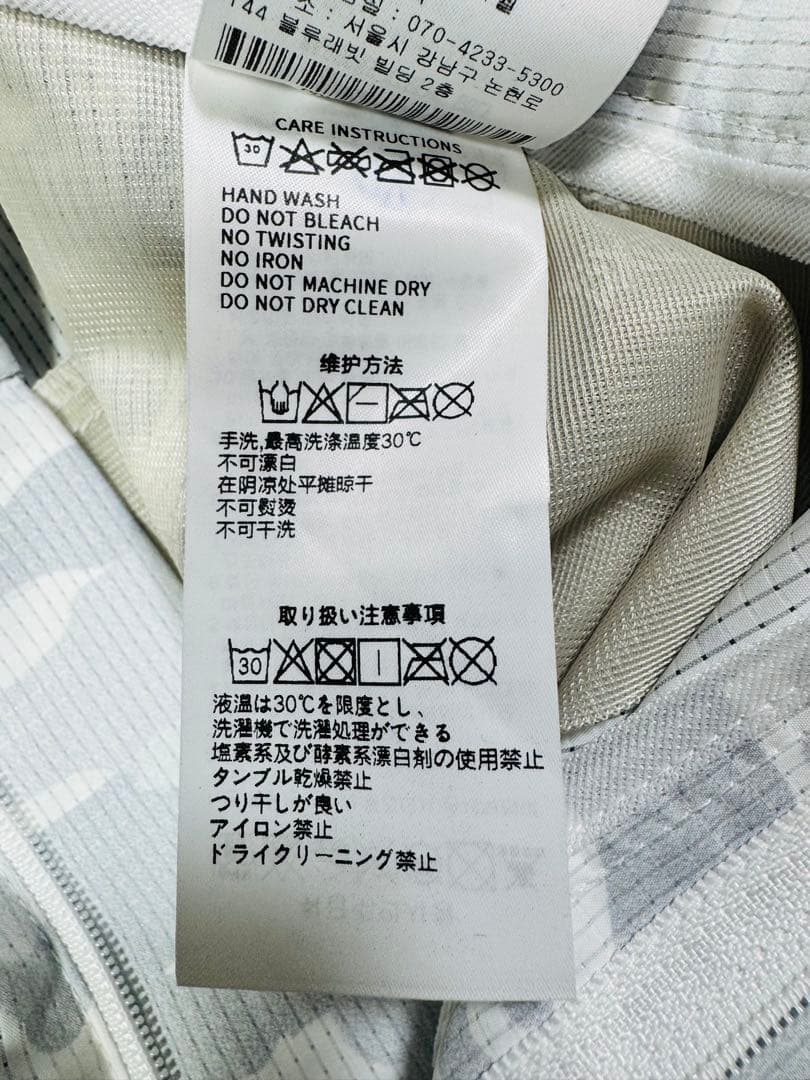 : 070-4233-5300
소 : 서울시 강남구 논현로
144 블루래빗 빌딩 2층
CARE INSTRUCTIONS
30
HAND WASH
DO NOT BLEACH
NO TWISTING
NO IRON
DO NOT MACHINE DRY
DO NOT DRY CLEAN
维护方法
手洗,最高洗涤温度30℃
不可漂白
在阴凉处平摊晾干
不可熨烫
不可干洗
取り扱い注意事項
30
液温は30℃を限度とし、
洗濯機で洗濯処理ができる
塩素系及び酵素系漂白剤の使用禁止
タンブル乾燥禁止
つり干しが良い
アイロン禁止
ドライクリーニング禁止